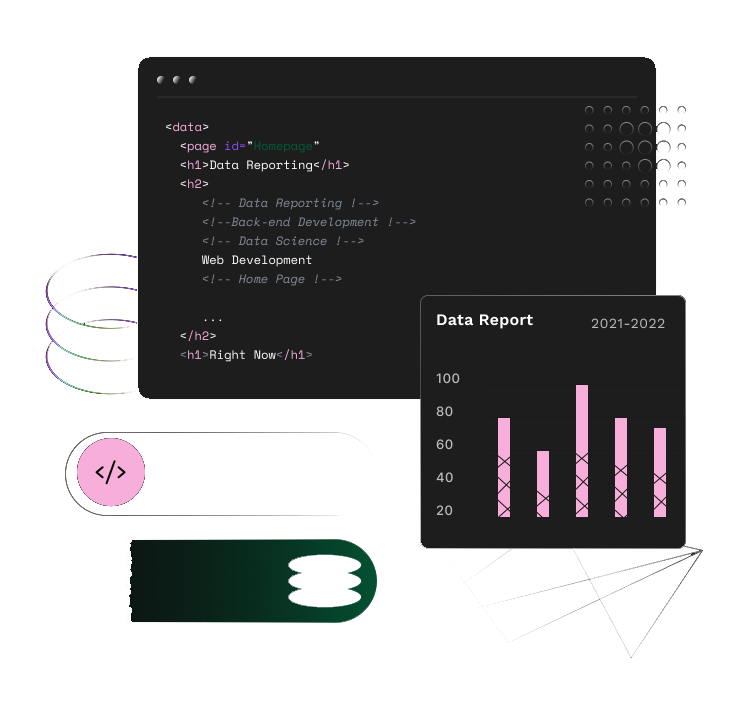 <data>
<page id="Homepage"
<h1>Data Reporting</h1>
<h2>
<!-- Data Reporting !-->
<!--Back-end Development !-->
<!-- Data Science !-->
Web Development
<!-- Home Page !-->
...
</h2>
<h1>Right Now</h1>
Data Report
2021-2022
100
80
60
40
20
</>